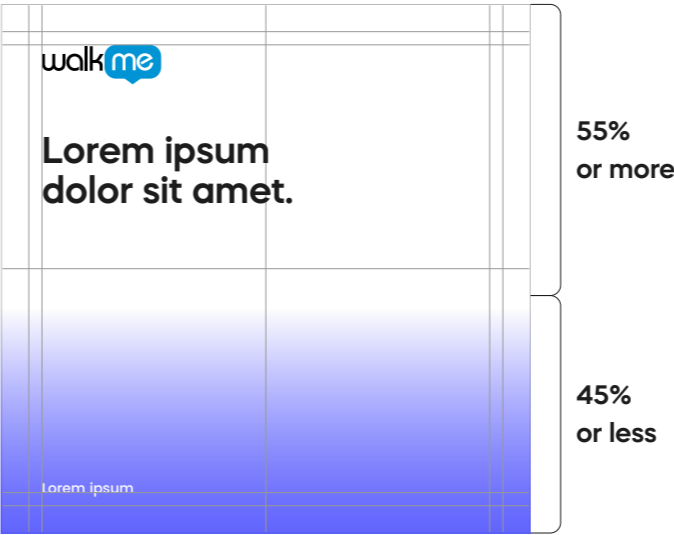 walkme
Lorem ipsum
dolor sit amet.
Lorem ipsum
55%
or more
45%
or less